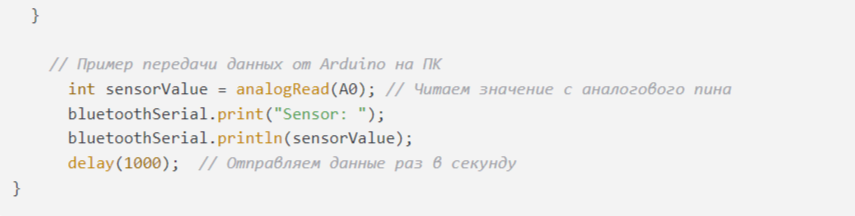 }
// Пример передачи данных от Arduino на ПК
int sensorValue = analogRead(A0); // Читаем значение с аналогового пина
bluetoothSerial.print("Sensor: ");
bluetoothSerial.println(sensorValue);
delay(1000); // Отправляем данные раз в секунду
}